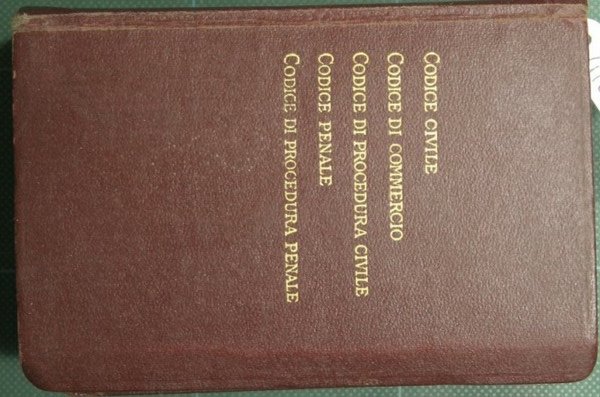 CODICE CIVILE
CODICE DI COMMERCIO
CODICE DI PROCEDURA CIVILE
CODICE PENALE
CODICE DI PROCEDURA PENALE